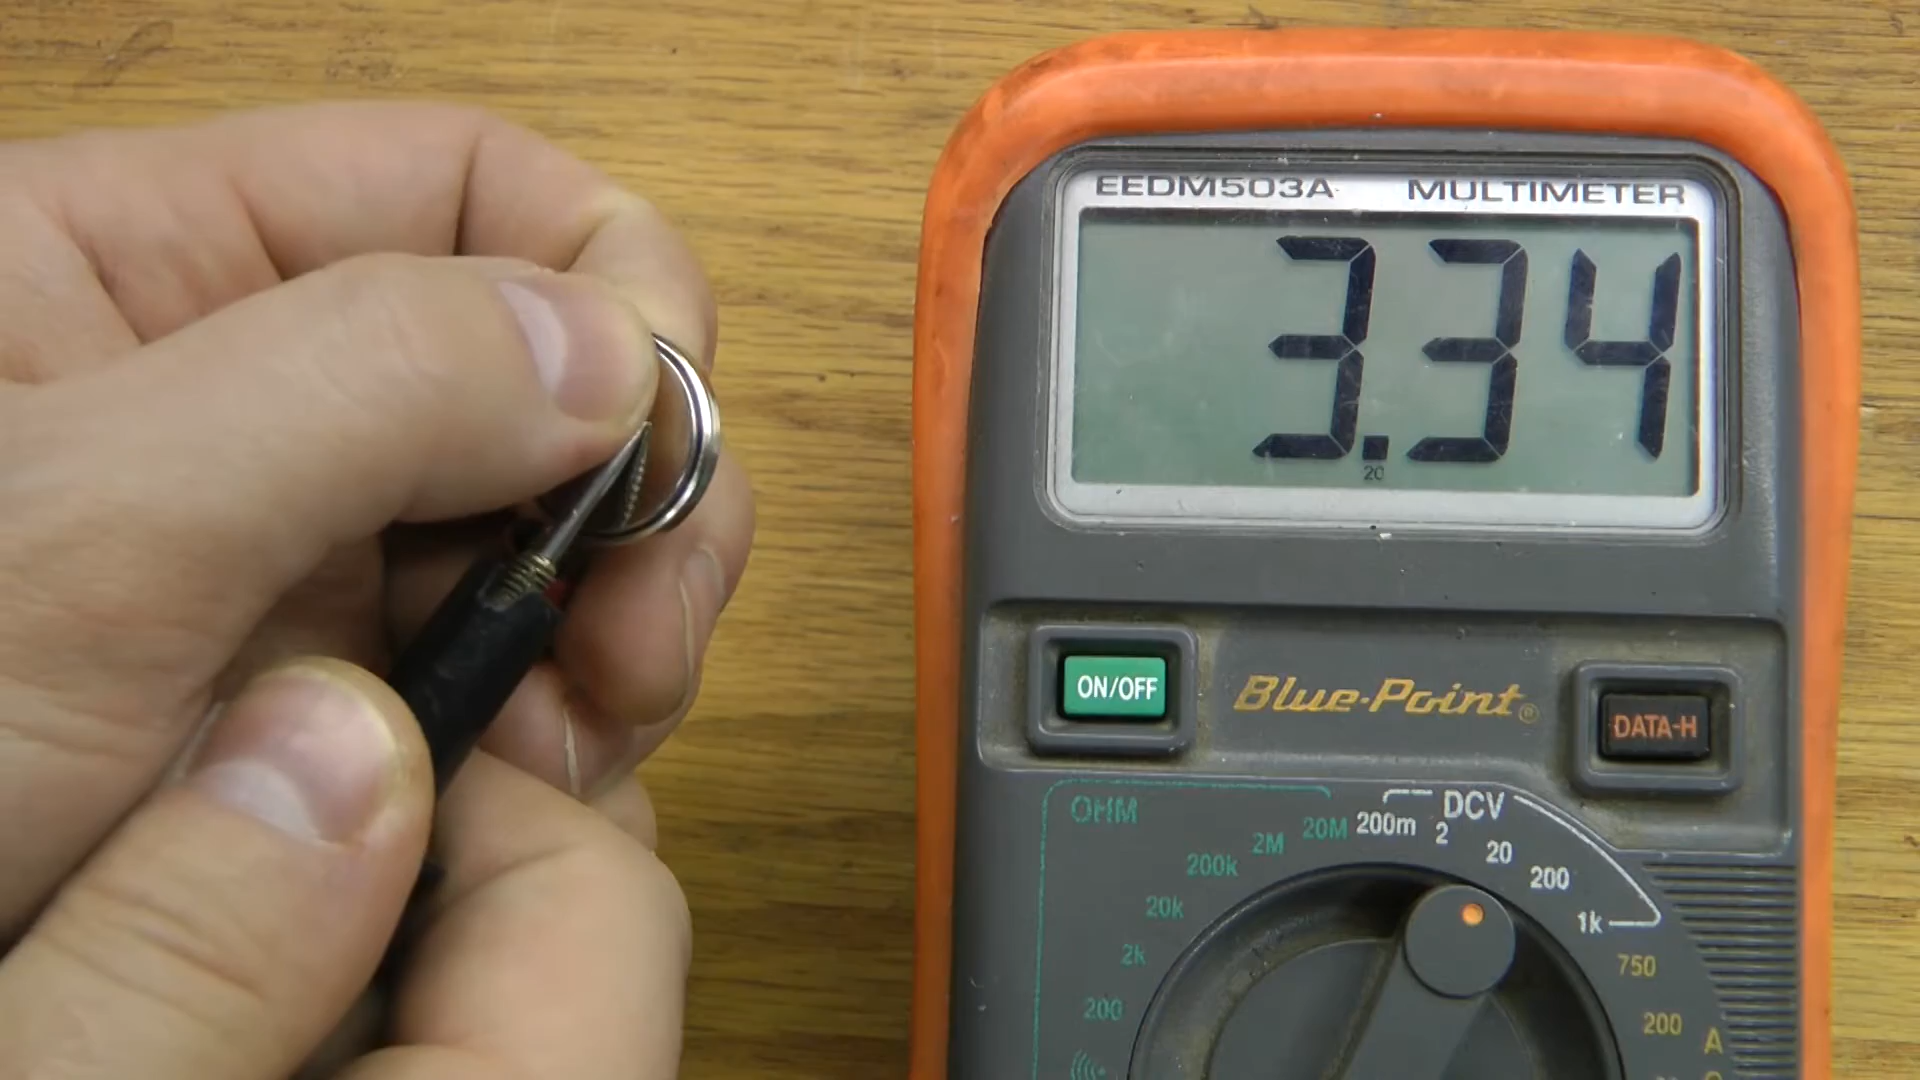 EEDM503A MULTIMETER
3.34
20
ON/OFF
Blue-Point®
DATA-H
OHM
DCV
200m
2
20
200
1k
20M
2M
200k
20k
2k
200
750
200
A